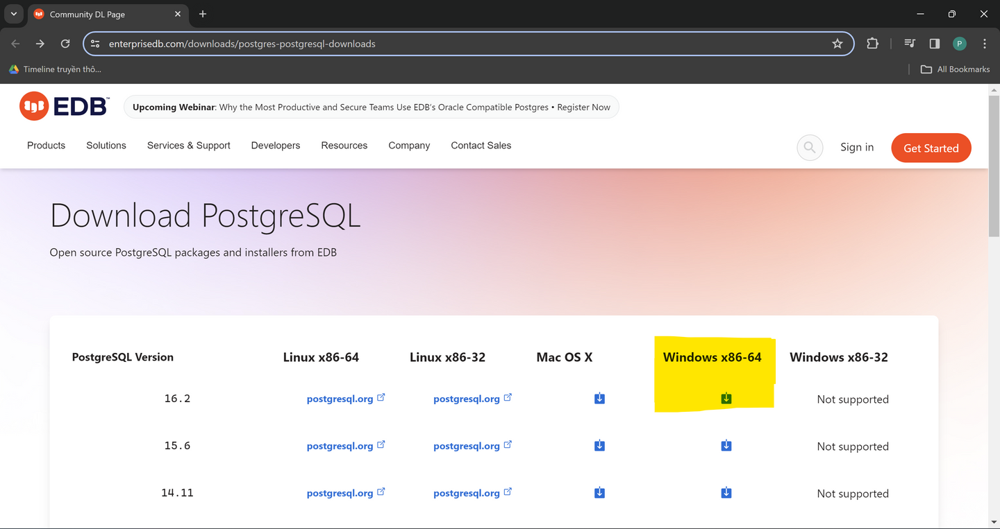 Community DL Page
enterprisedb.com/downloads/postgres-postgresql-downloads
P
Timeline truyền thô...
All Bookmarks
EDB™
Upcoming Webinar: Why the Most Productive and Secure Teams Use EDB's Oracle Compatible Postgres • Register Now
Products Solutions Services & Support Developers Resources Company Contact Sales
Sign in
Get Started
Download PostgreSQL
Open source PostgreSQL packages and installers from EDB
PostgreSQL Version Linux x86-64 Linux x86-32 Mac OS X Windows x86-64 Windows x86-32
16.2 postgresql.org postgresql.org Not supported
15.6 postgresql.org postgresql.org Not supported
14.11 postgresql.org postgresql.org Not supported